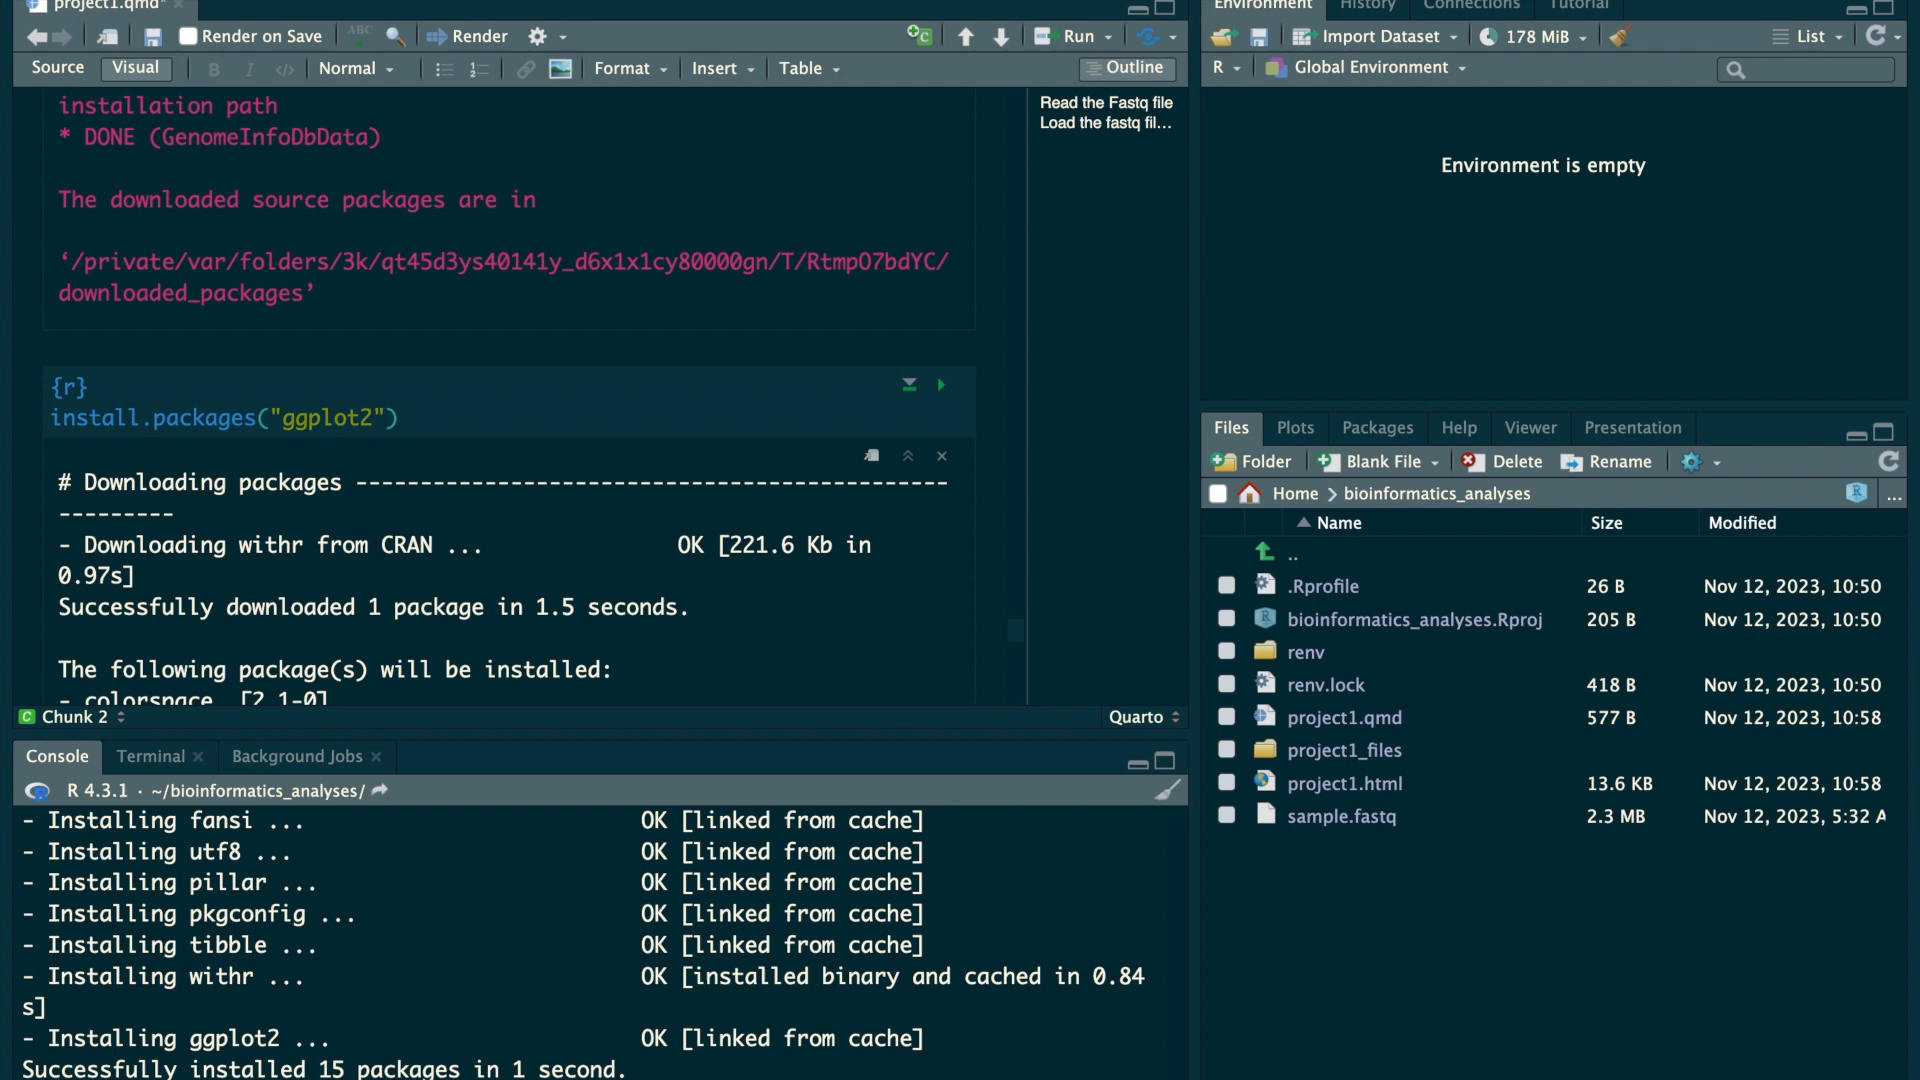 project1.qmd*
Render on Save
ABC
Render
Run
Source
Visual
B
I
</>
Normal
Format
Insert
Table
Outline
installation path
* DONE (GenomeInfoDbData)
The downloaded source packages are in
‘/private/var/folders/3k/qt45d3ys40141y_d6x1x1cy80000gn/T/RtmpO7bdYC/
downloaded_packages’
{r}
install.packages("ggplot2")
# Downloading packages ----------------------------------------------
---------
- Downloading withr from CRAN ... OK [221.6 Kb in
0.97s]
Successfully downloaded 1 package in 1.5 seconds.
The following package(s) will be installed:
- colorspace [2.1-0]
Read the Fastq file
Load the fastq fil...
C Chunk 2
Quarto
Console
Terminal
Background Jobs
R 4.3.1 · ~/bioinformatics_analyses/
- Installing fansi ... OK [linked from cache]
- Installing utf8 ... OK [linked from cache]
- Installing pillar ... OK [linked from cache]
- Installing pkgconfig ... OK [linked from cache]
- Installing tibble ... OK [linked from cache]
- Installing withr ... OK [installed binary and cached in 0.84
s]
- Installing ggplot2 ... OK [linked from cache]
Successfully installed 15 packages in 1 second.
Environment
History
Connections
Tutorial
Import Dataset
178 MiB
List
R
Global Environment
Environment is empty
Files
Plots
Packages
Help
Viewer
Presentation
Folder
Blank File
Delete
Rename
Home > bioinformatics_analyses
...
Name Size Modified
..
.Rprofile 26 B Nov 12, 2023, 10:50
bioinformatics_analyses.Rproj 205 B Nov 12, 2023, 10:50
renv
renv.lock 418 B Nov 12, 2023, 10:50
project1.qmd 577 B Nov 12, 2023, 10:58
project1_files
project1.html 13.6 KB Nov 12, 2023, 10:58
sample.fastq 2.3 MB Nov 12, 2023, 5:32 A